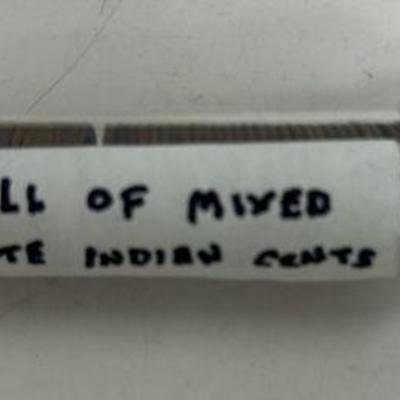 LL OF MIXED
TE INDIAN CENTS